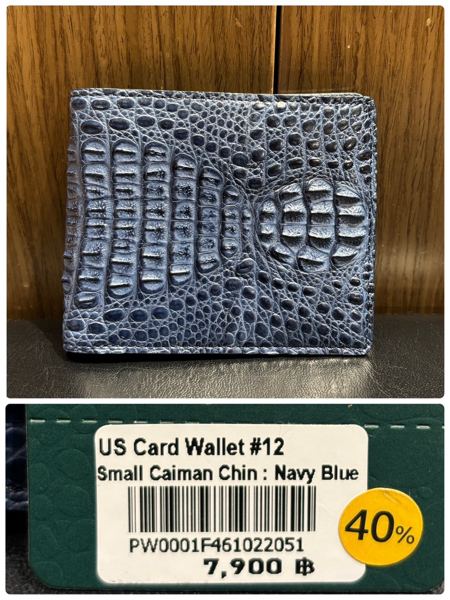 US Card Wallet #12
Small Caiman Chin : Navy Blue
PW0001F461022051
7,900 ฿
40%